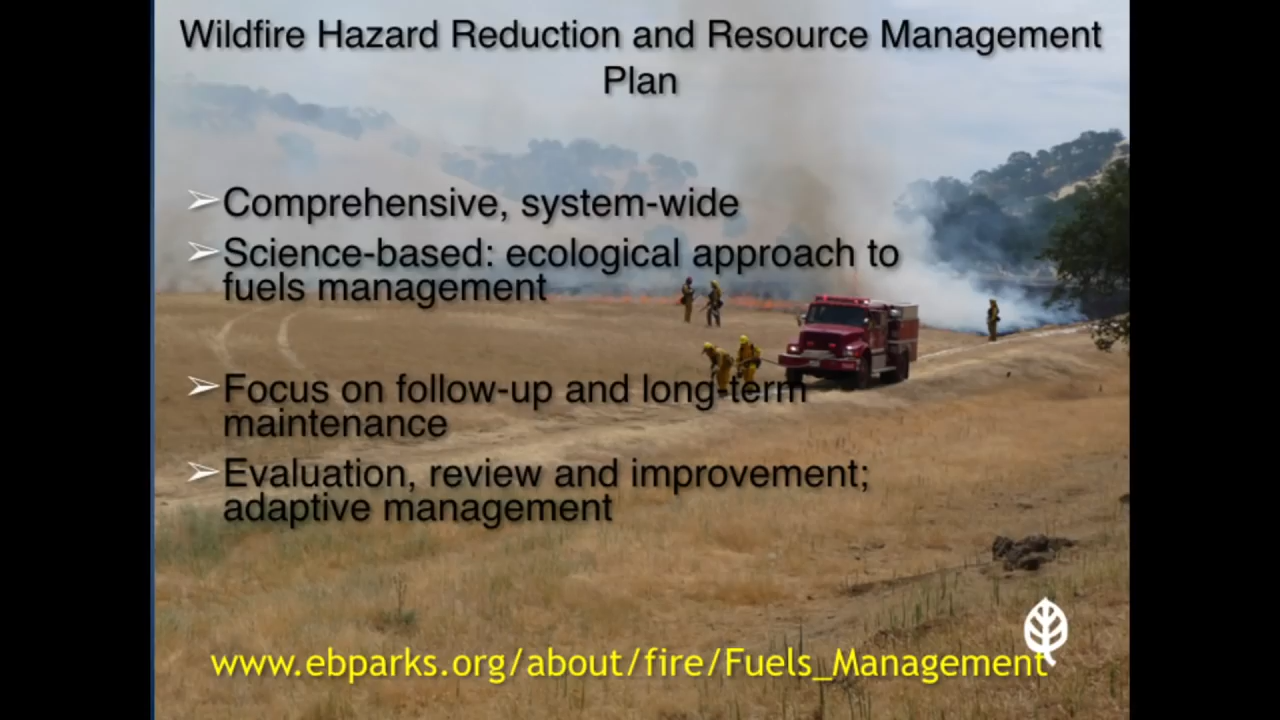 Wildfire Hazard Reduction and Resource Management
Plan
➢Comprehensive, system-wide
➢Science-based: ecological approach to
fuels management
➢Focus on follow-up and long-term
maintenance
➢Evaluation, review and improvement;
adaptive management
www.ebparks.org/about/fire/Fuels_Management